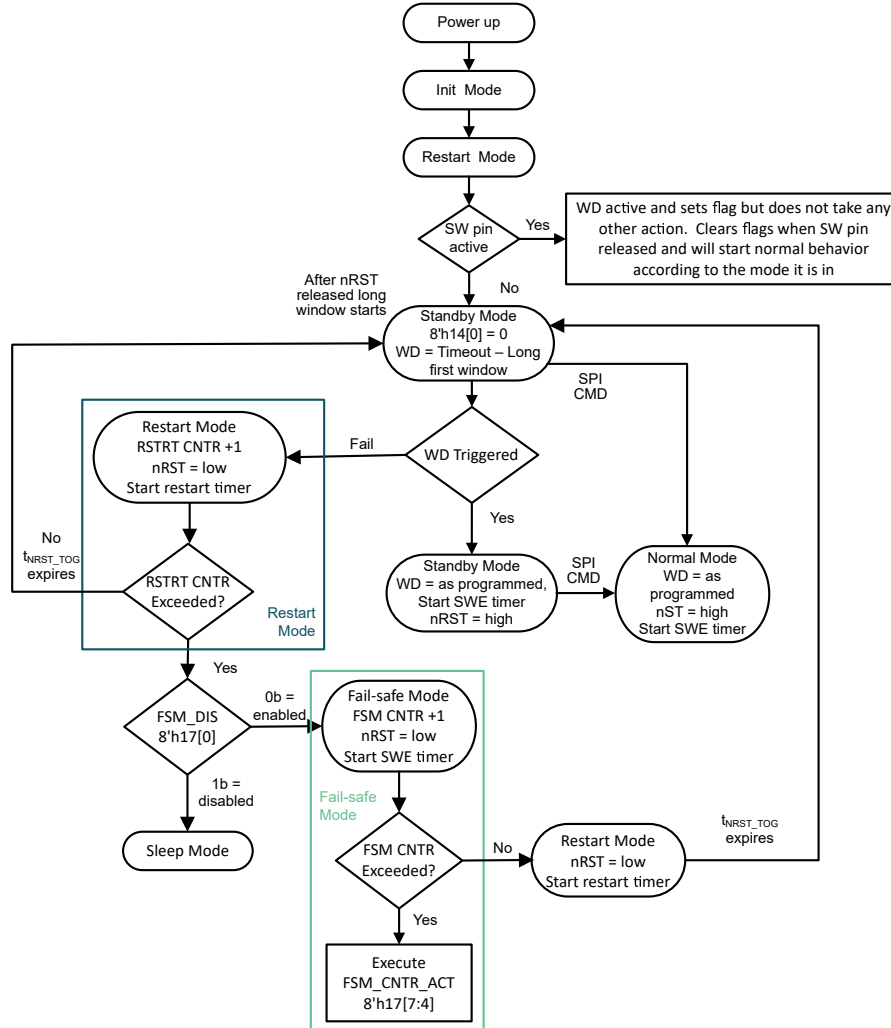 Power up
Init Mode
Restart Mode
SW pin
active
Yes
WD active and sets flag but does not take any
other action. Clears flags when SW pin
released and will start normal behavior
according to the mode it is in
No
After nRST
released long
window starts
Standby Mode
8'h14[0] = 0
WD = Timeout – Long
first window
SPI
CMD
Restart Mode
RSTRT CNTR +1
nRST = low
Start restart timer
Fail
WD Triggered
Yes
No
tNRST_TOG
expires
RSTRT CNTR
Exceeded?
Restart
Mode
Standby Mode
WD = as programmed,
Start SWE timer
nRST = high
SPI
CMD
Normal Mode
WD = as
programmed
nST = high
Start SWE timer
Yes
FSM_DIS
8'h17[0]
0b =
enabled
Fail-safe Mode
FSM CNTR +1
nRST = low
Start SWE timer
1b =
disabled
Fail-safe
Mode
Sleep Mode
FSM CNTR
Exceeded?
No
Restart Mode
nRST = low
Start restart timer
tNRST_TOG
expires
Yes
Execute
FSM_CNTR_ACT
8'h17[7:4]